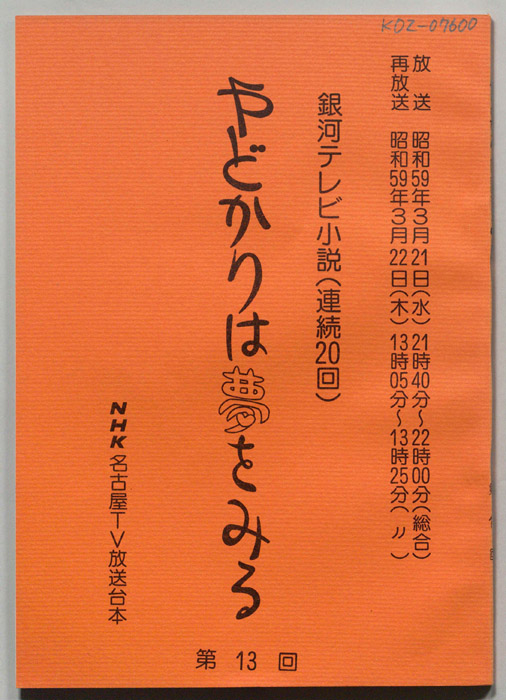 KDZ-07600
放送 昭和59年3月21日(水)21時40分~22時00分(総合)
再放送 昭和59年3月22日(木)13時05分~13時25分( 〃 )
銀河テレビ小説(連続20回)
やどかりは夢をみる
NHK名古屋TV放送台本
第13回